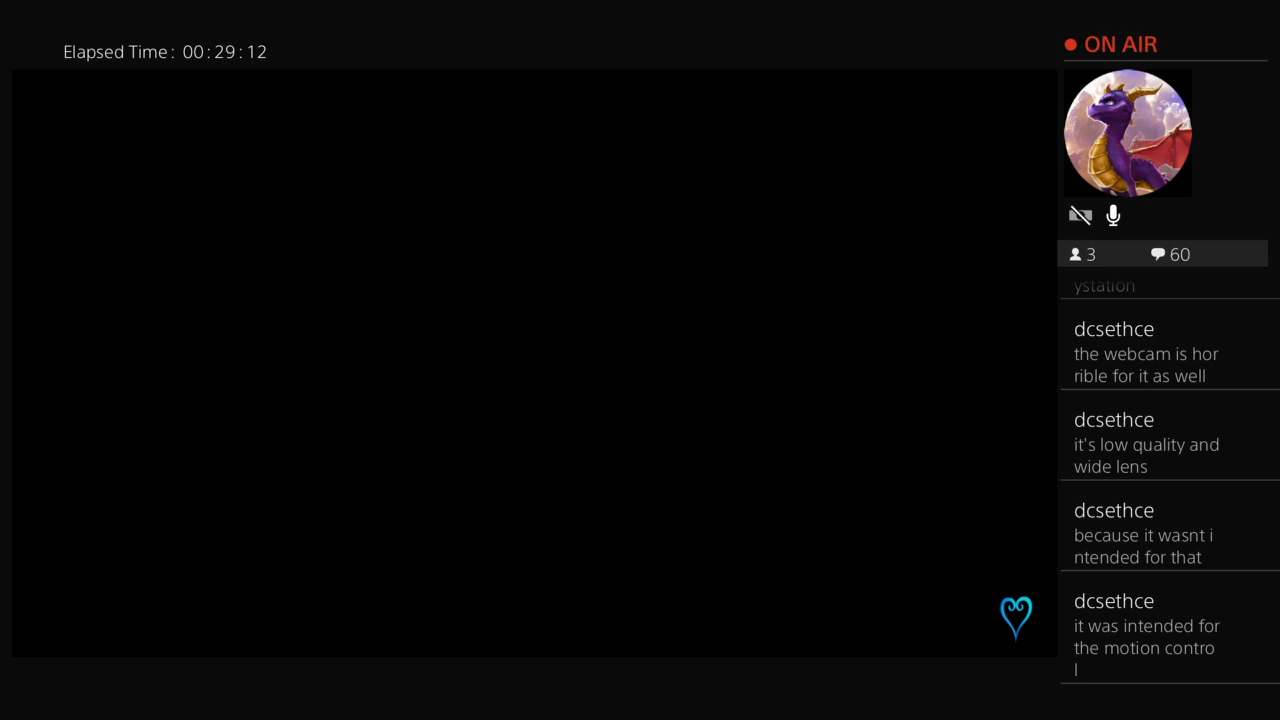 Elapsed Time: 00:29:12
ON AIR
3 60
ystation
dcsethce
the webcam is hor
rible for it as well
dcsethce
it's low quality and
wide lens
dcsethce
because it wasnt i
ntended for that
dcsethce
it was intended for
the motion contro
l